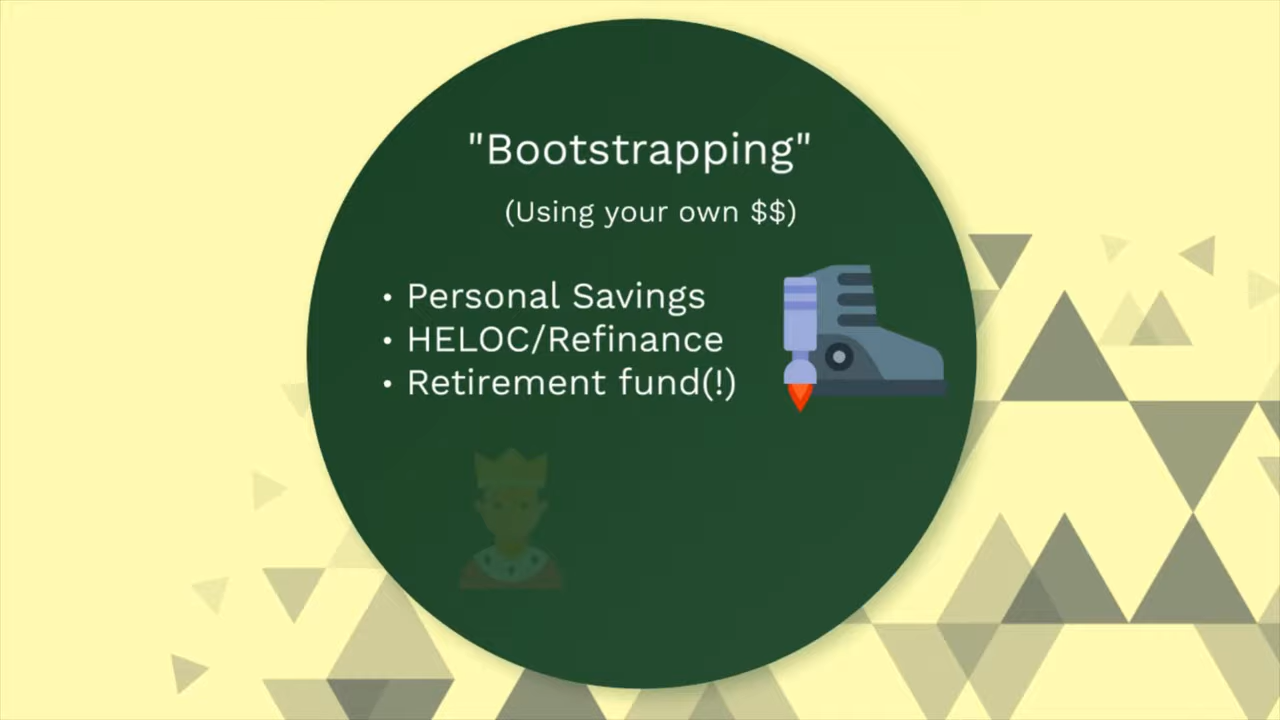 "Bootstrapping"
(Using your own $$)
• Personal Savings
• HELOC/Refinance
• Retirement fund(!)